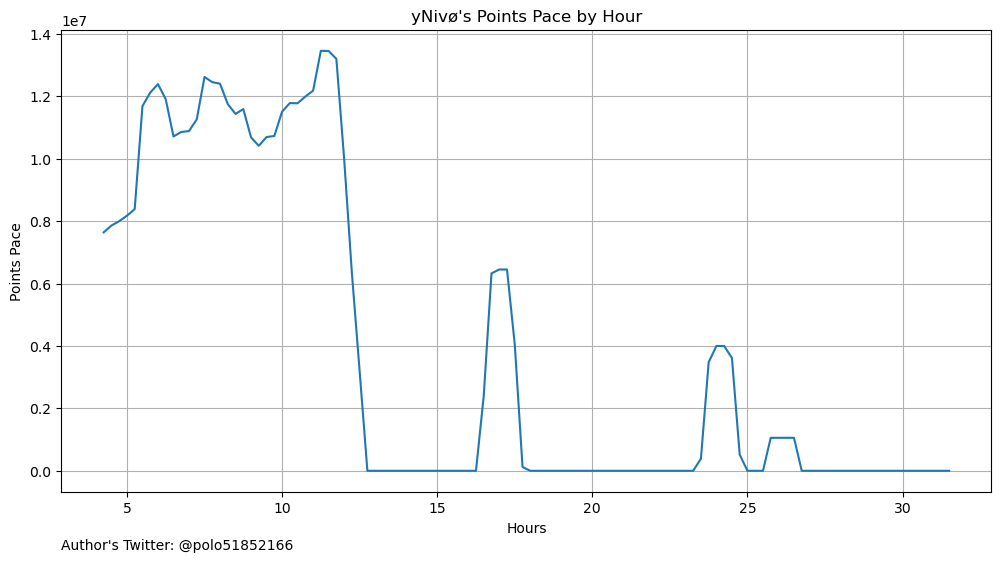 yNivø's Points Pace by Hour
1e7
1.4
1.2
1.0
0.8
0.6
0.4
0.2
0.0
Points Pace
5 10 15 20 25 30
Hours
Author's Twitter: @polo51852166